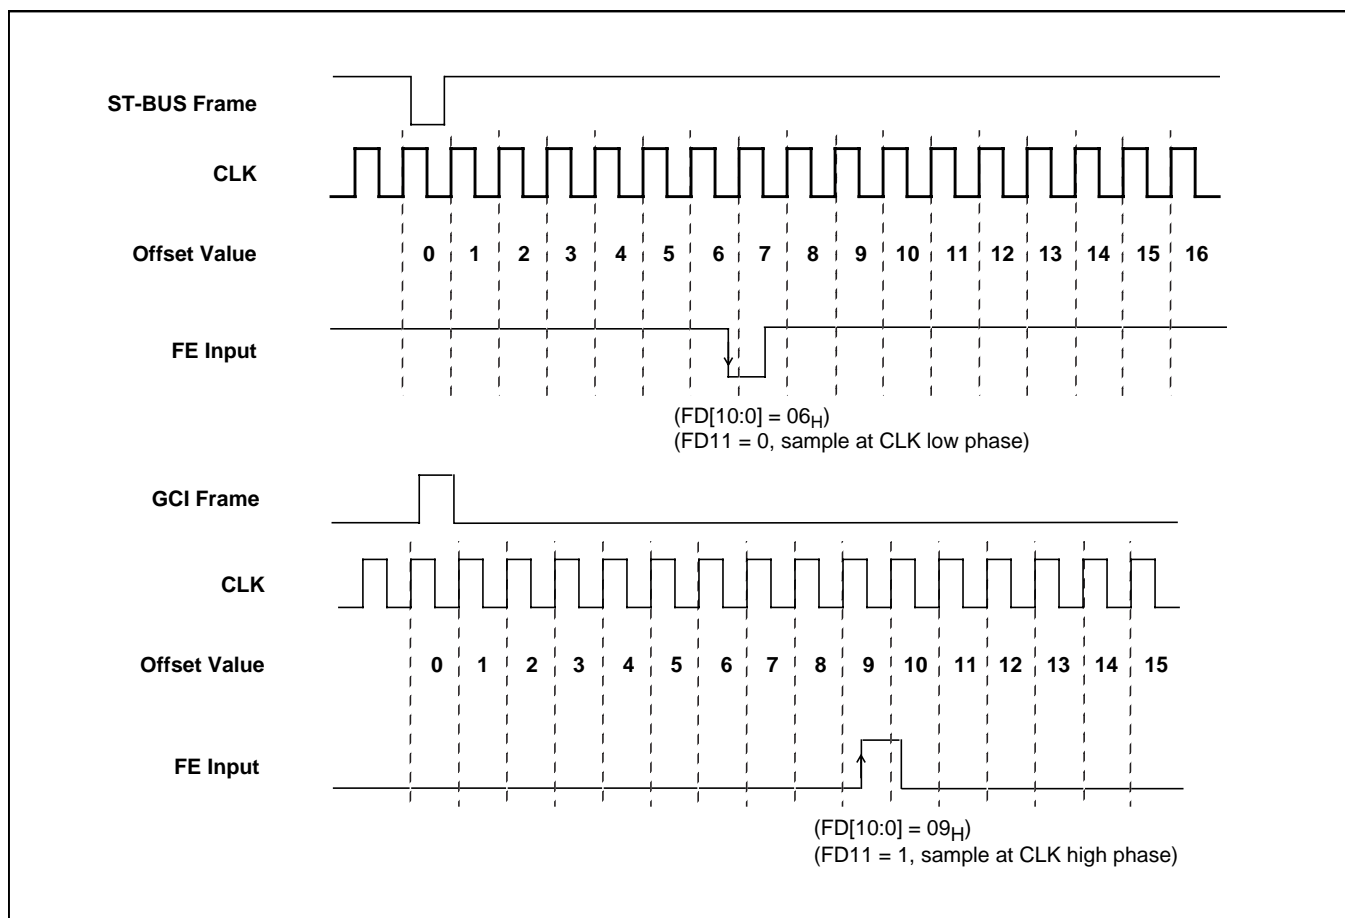 ST-BUS Frame
CLK
Offset Value 0 1 2 3 4 5 6 7 8 9 10 11 12 13 14 15 16
FE Input
(FD[10:0] = 06H)
(FD11 = 0, sample at CLK low phase)
GCI Frame
CLK
Offset Value 0 1 2 3 4 5 6 7 8 9 10 11 12 13 14 15
FE Input
(FD[10:0] = 09H)
(FD11 = 1, sample at CLK high phase)